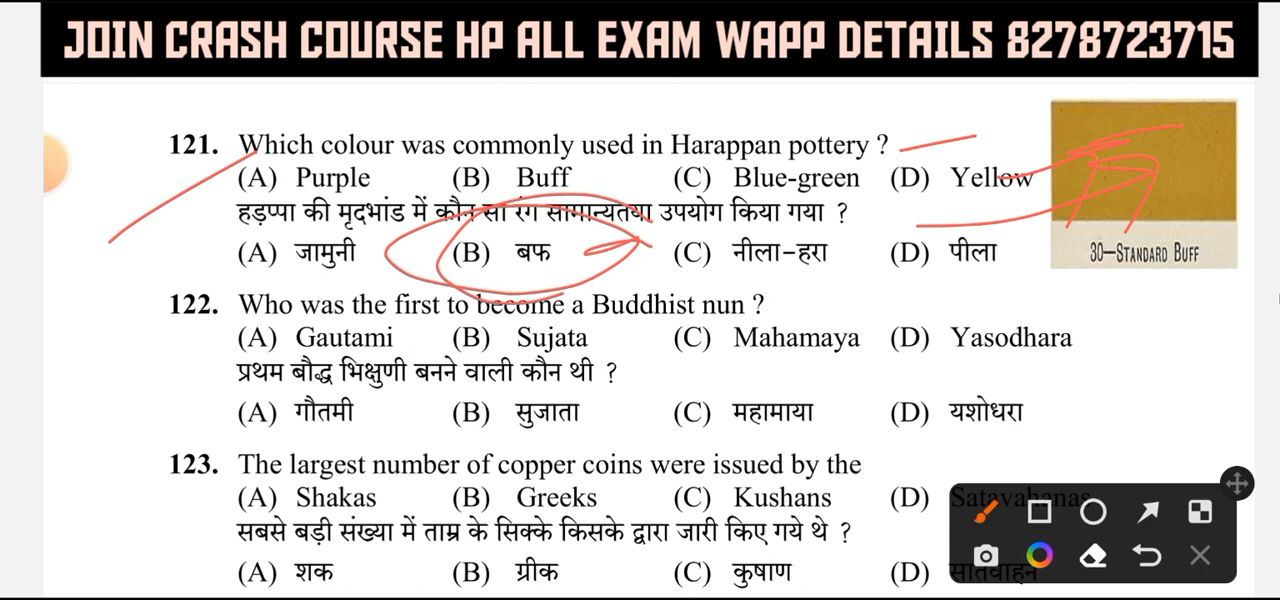 JOIN CRASH COURSE HP ALL EXAM WAPP DETAILS 8278723715
121. Which colour was commonly used in Harappan pottery ?
(A) Purple (B) Buff (C) Blue-green (D) Yellow
हड़प्पा की मृदभांड में कौन सा रंग सामान्यतया उपयोग किया गया ?
(A) जामुनी (B) बफ (C) नीला-हरा (D) पीला
30—STANDARD BUFF
122. Who was the first to become a Buddhist nun ?
(A) Gautami (B) Sujata (C) Mahamaya (D) Yasodhara
प्रथम बौद्ध भिक्षुणी बनने वाली कौन थी ?
(A) गौतमी (B) सुजाता (C) महामाया (D) यशोधरा
123. The largest number of copper coins were issued by the
(A) Shakas (B) Greeks (C) Kushans (D) Satavahanas
सबसे बड़ी संख्या में ताम्र के सिक्के किसके द्वारा जारी किए गये थे ?
(A) शक (B) ग्रीक (C) कुषाण (D) सातवाहन